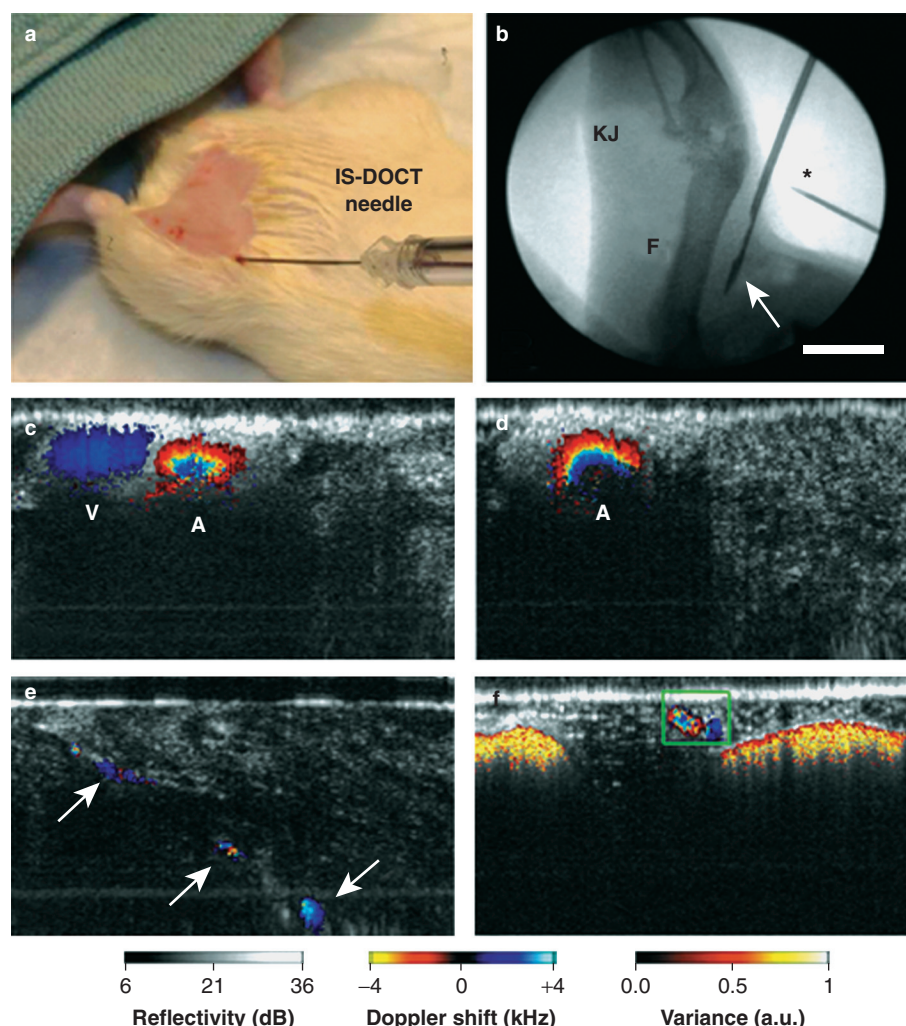 a
IS-DOCT
needle
b
KJ
*
F
c
V
A
d
A
e
f
6
21
36
Reflectivity (dB)
−4
0
+4
Doppler shift (kHz)
0.0
0.5
1
Variance (a.u.)